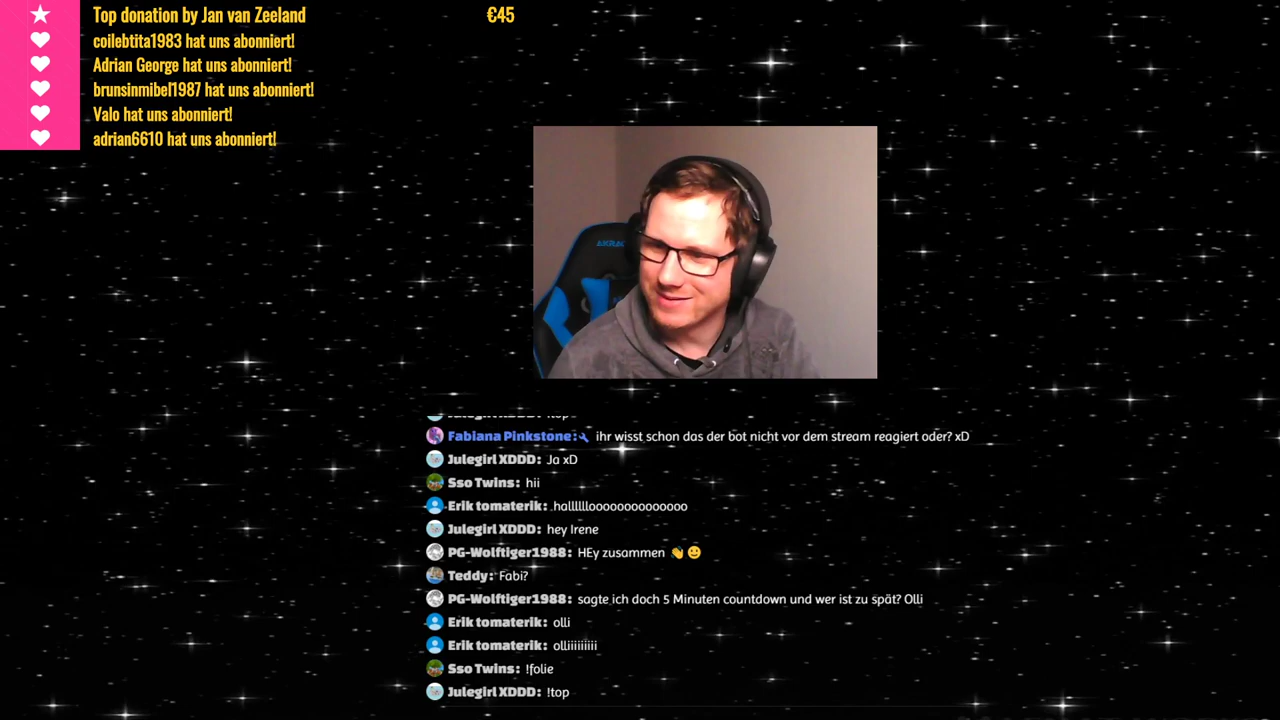 Top donation by Jan van Zeeland €45
coilebtita1983 hat uns abonniert!
Adrian George hat uns abonniert!
brunsinmibel1987 hat uns abonniert!
Valo hat uns abonniert!
adrian6610 hat uns abonniert!
Fabiana Pinkstone: ihr wisst schon das der bot nicht vor dem stream reagiert oder? xD
Julegirl XDDD: Ja xD
Sso Twins: hii
Erik tomaterik: halllllloooooooooooooo
Julegirl XDDD: hey Irene
PG-Wolftiger1988: HEy zusammen 👋 🙂
Teddy: Fabi?
PG-Wolftiger1988: sagte ich doch 5 Minuten countdown und wer ist zu spät? Olli
Erik tomaterik: olli
Erik tomaterik: olliiiiiiiii
Sso Twins: !folie
Julegirl XDDD: !top